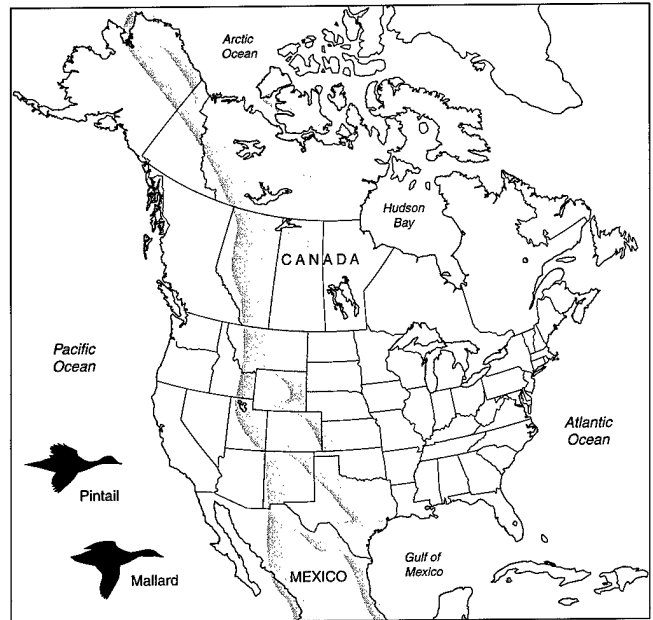 Arctic
Ocean
Hudson
Bay
CANADA
Pacific
Ocean
Atlantic
Ocean
Pintail
Mallard
MEXICO
Gulf of
Mexico